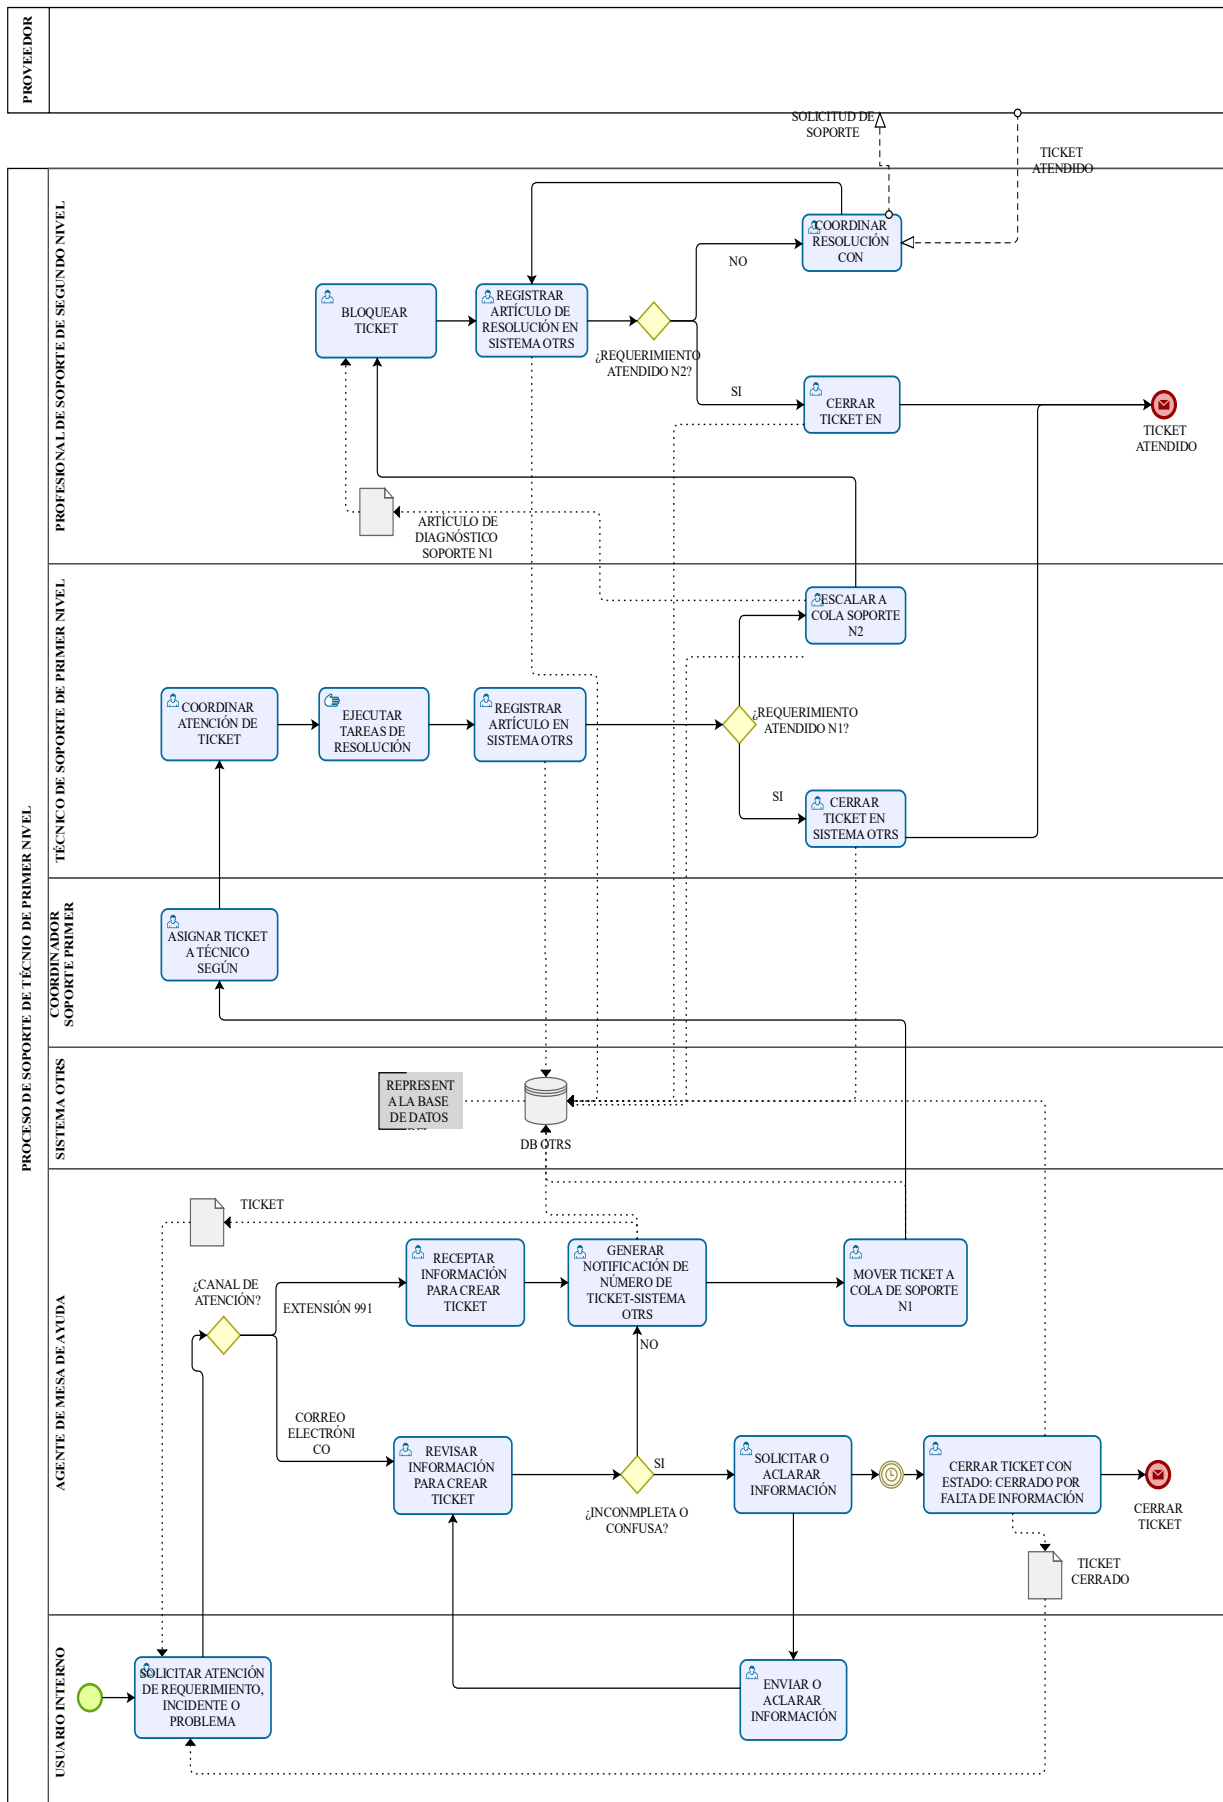 PROVEEDOR
SOLICITUD DE
SOPORTE
TICKET
ATENDIDO
PROCESO DE SOPORTE DE TÉCNIO DE PRIMER NIVEL
PROFESIONAL DE SOPORTE DE SEGUNDO NIVEL
COORDINAR
RESOLUCIÓN
CON
NO
BLOQUEAR
TICKET
REGISTRAR
ARTÍCULO DE
RESOLUCIÓN EN
SISTEMA OTRS
¿REQUERIMIENTO
ATENDIDO N2?
SI
CERRAR
TICKET EN
TICKET
ATENDIDO
ARTÍCULO DE
DIAGNÓSTICO
SOPORTE N1
TÉCNICO DE SOPORTE DE PRIMER NIVEL
ESCALAR A
COLA SOPORTE
N2
COORDINAR
ATENCIÓN DE
TICKET
EJECUTAR
TAREAS DE
RESOLUCIÓN
REGISTRAR
ARTÍCULO EN
SISTEMA OTRS
¿REQUERIMIENTO
ATENDIDO N1?
SI
CERRAR
TICKET EN
SISTEMA OTRS
COORDINADOR
SOPORTE PRIMER
ASIGNAR TICKET
A TÉCNICO
SEGÚN
SISTEMA OTRS
REPRESENT
A LA BASE
DE DATOS
DB OTRS
AGENTE DE MESA DE AYUDA
TICKET
¿CANAL DE
ATENCIÓN?
EXTENSIÓN 991
RECEPTAR
INFORMACIÓN
PARA CREAR
TICKET
GENERAR
NOTIFICACIÓN DE
NÚMERO DE
TICKET-SISTEMA
OTRS
MOVER TICKET A
COLA DE SOPORTE
N1
NO
CORREO
ELECTRÓNI
CO
REVISAR
INFORMACIÓN
PARA CREAR
TICKET
SI
¿INCONMPLETA O
CONFUSA?
SOLICITAR O
ACLARAR
INFORMACIÓN
CERRAR TICKET CON
ESTADO: CERRADO POR
FALTA DE INFORMACIÓN
CERRAR
TICKET
TICKET
CERRADO
USUARIO INTERNO
SOLICITAR ATENCIÓN
DE REQUERIMIENTO,
INCIDENTE O
PROBLEMA
ENVIAR O
ACLARAR
INFORMACIÓN